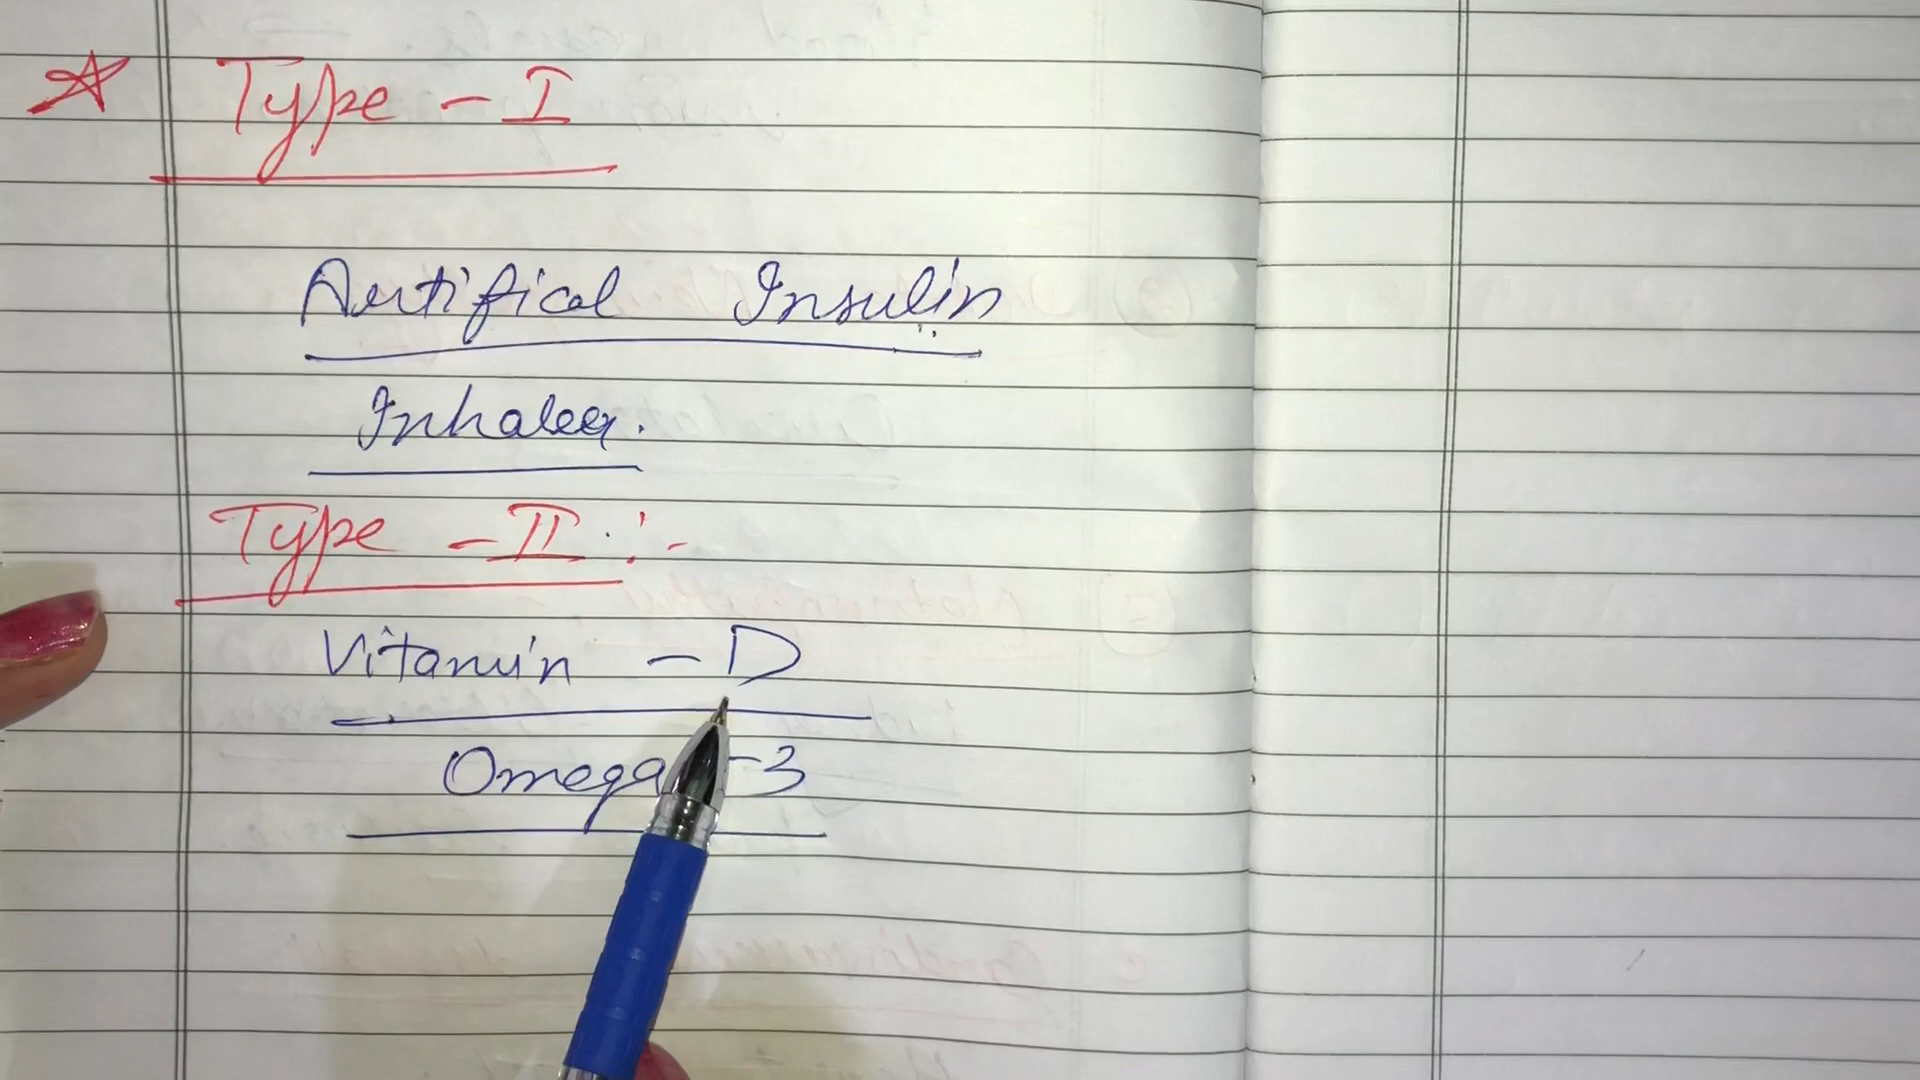 Type - I
Artifical Insulin
Inhaler.
Type - II :-
Vitamin - D
Omega -3